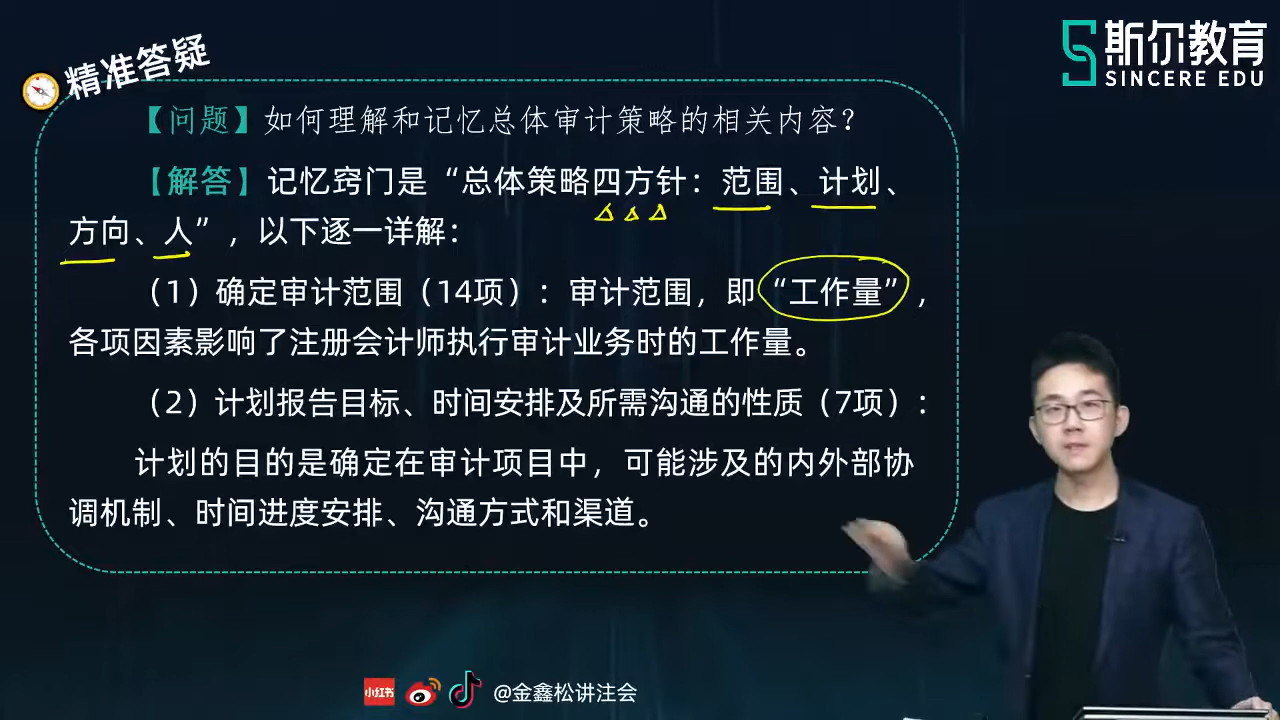 精准答疑
斯尔教育
SINCERE EDU
【问题】如何理解和记忆总体审计策略的相关内容？
【解答】记忆窍门是“总体策略四方针：范围、计划、
方向、人”，以下逐一详解：
（1）确定审计范围（14项）：审计范围，即“工作量”，
各项因素影响了注册会计师执行审计业务时的工作量。
（2）计划报告目标、时间安排及所需沟通的性质（7项）：
计划的目的是确定在审计项目中，可能涉及的内外部协
调机制、时间进度安排、沟通方式和渠道。
小红书 @金鑫松讲注会